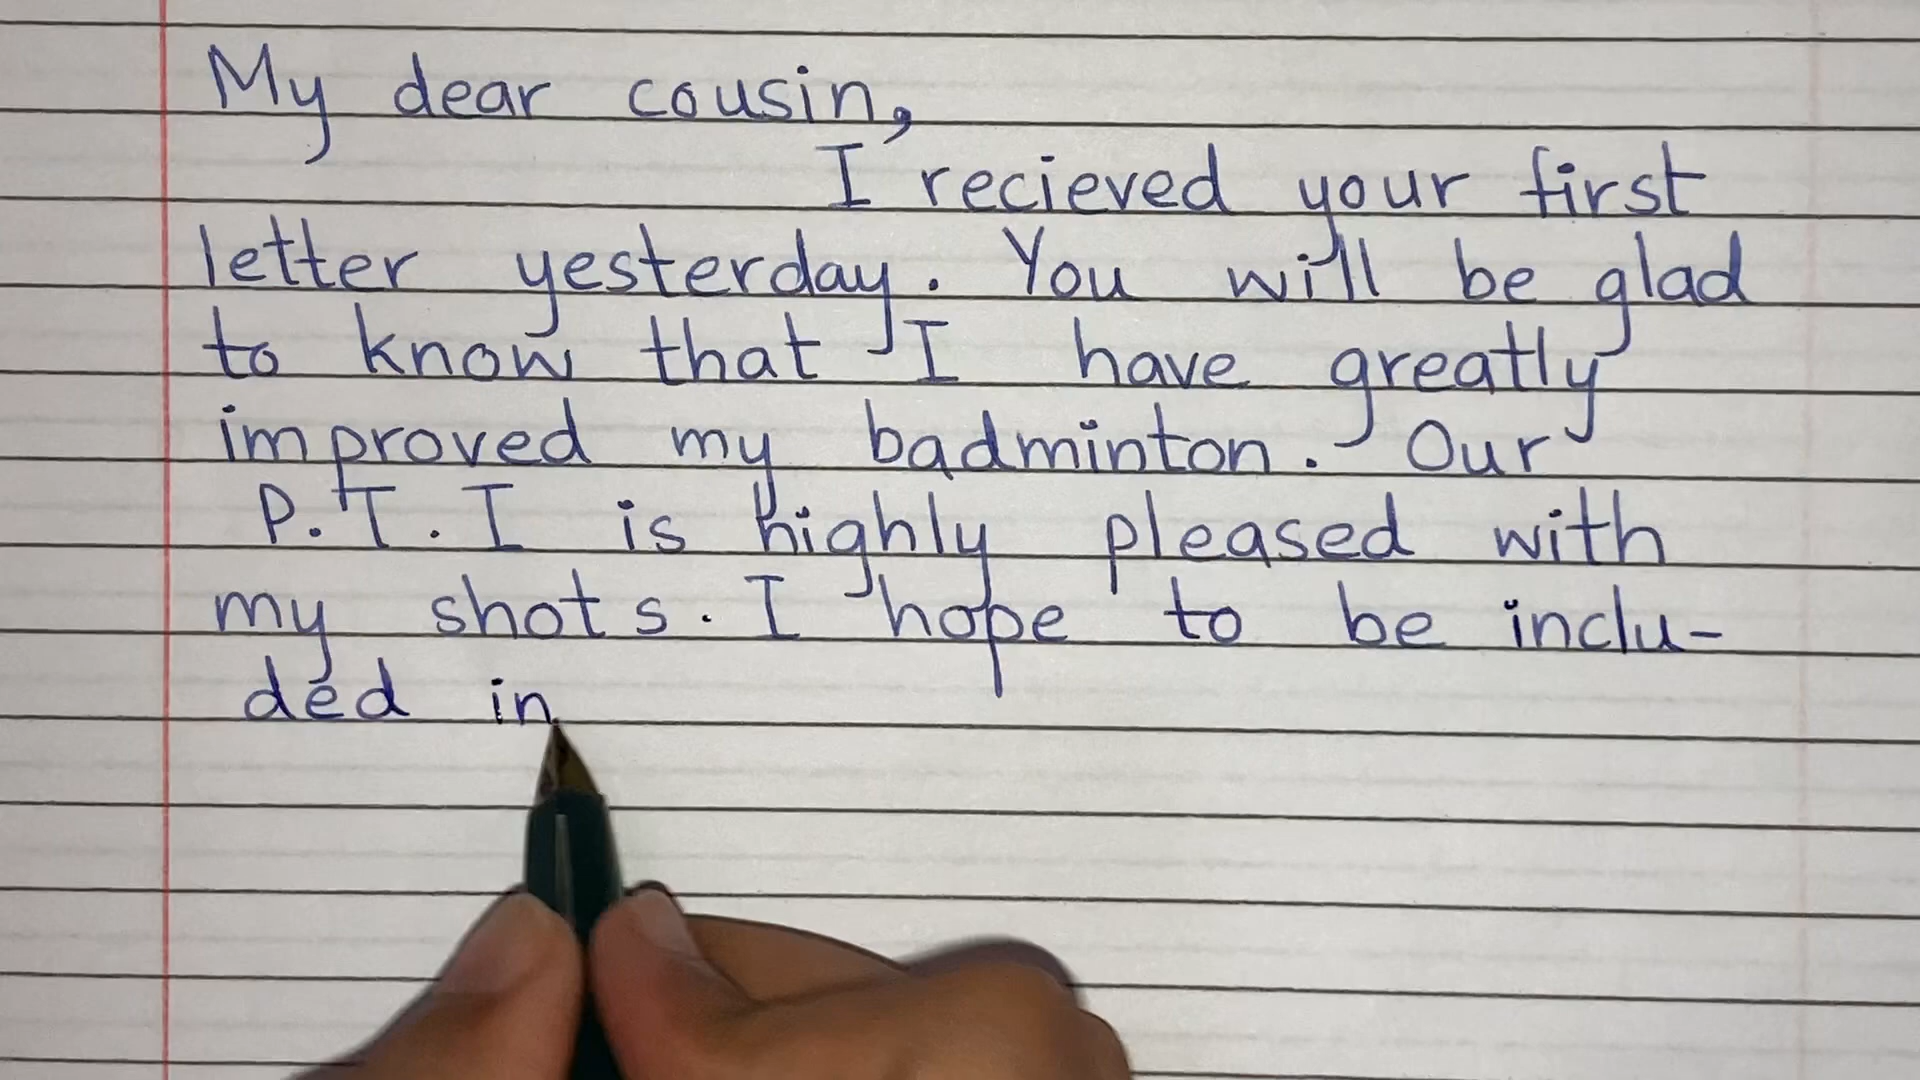 My dear cousin,
I recieved your first
letter yesterday. You will be glad
to know that I have greatly
improved my badminton. Our
P.T.I is highly pleased with
my shots. I hope to be inclu-
ded in